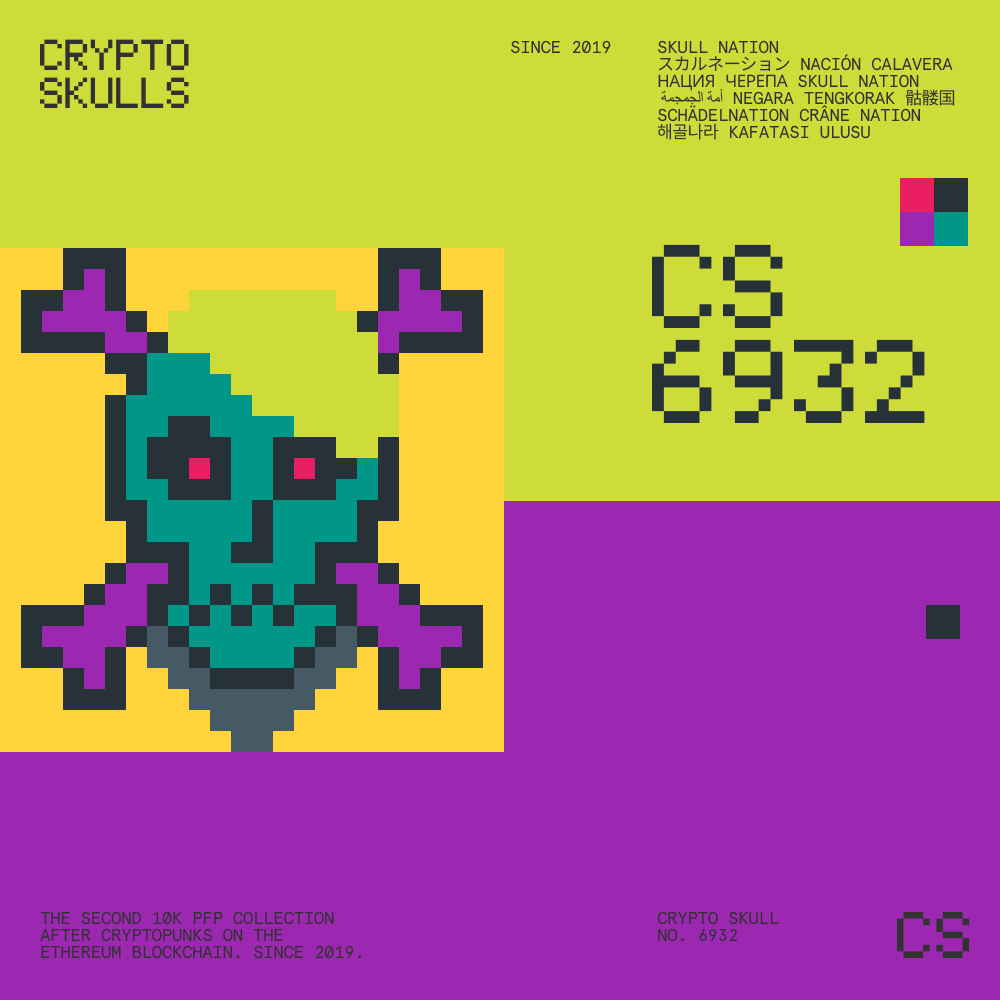 CRYPTO
SKULLS
SINCE 2019
SKULL NATION
スカルネーション NACIÓN CALAVERA
НАЦИЯ ЧЕРЕПА SKULL NATION
أمة الجمجمة NEGARA TENGKORAK 骷髅国
SCHÄDELNATION CRÂNE NATION
해골나라 KAFATASI ULUSU
CS
6932
THE SECOND 10K PFP COLLECTION
AFTER CRYPTOPUNKS ON THE
ETHEREUM BLOCKCHAIN. SINCE 2019.
CRYPTO SKULL
NO. 6932
CS